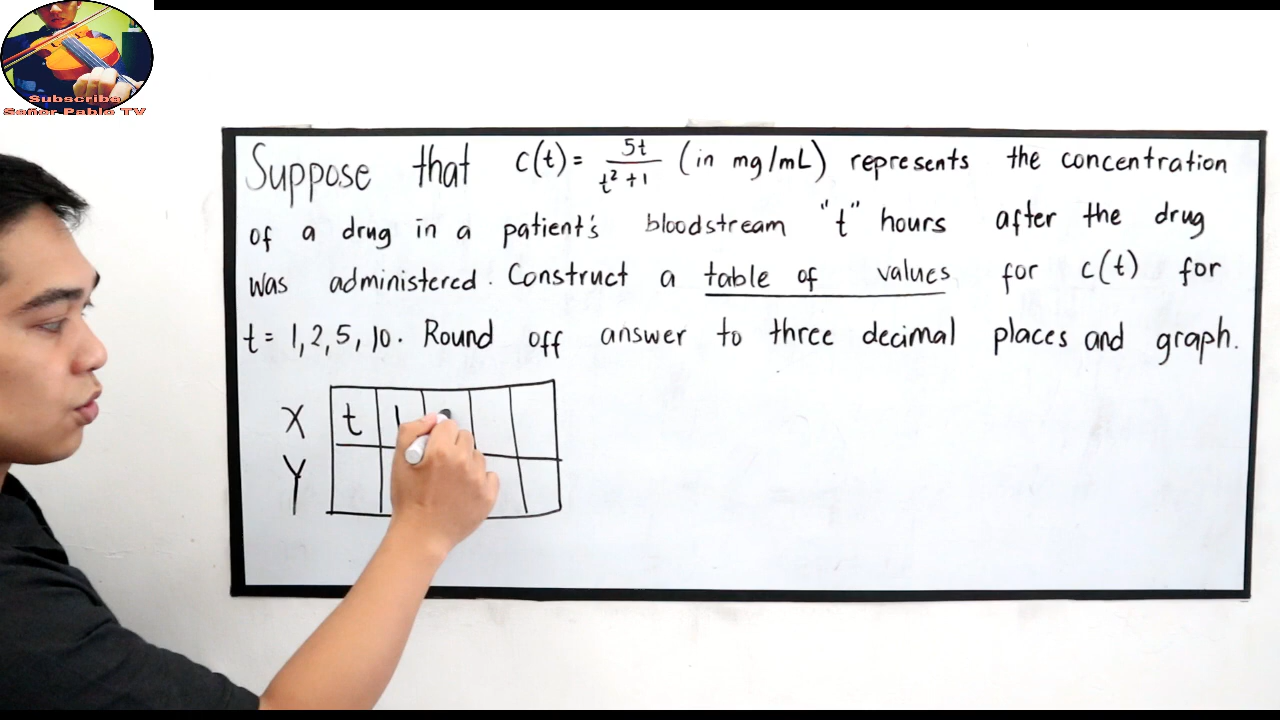 Subscribe
Señor Pablo TV
Suppose that c(t) = 5t/(t² + 1) (in mg/mL) represents the concentration
of a drug in a patient's bloodstream "t" hours after the drug
was administered. Construct a table of values for c(t) for
t = 1, 2, 5, 10. Round off answer to three decimal places and graph.
X t 1
Y